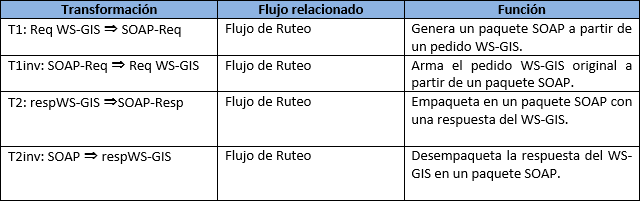 Transformación Flujo relacionado Función
T1: Req WS-GIS ⇒ SOAP-Req Flujo de Ruteo Genera un paquete SOAP a partir de
un pedido WS-GIS.
T1inv: SOAP-Req ⇒ Req WS-GIS Flujo de Ruteo Arma el pedido WS-GIS original a
partir de un paquete SOAP.
T2: respWS-GIS ⇒SOAP-Resp Flujo de Ruteo Empaqueta en un paquete SOAP con
una respuesta del WS-GIS.
T2inv: SOAP ⇒ respWS-GIS Flujo de Ruteo Desempaqueta la respuesta del WS-
GIS en un paquete SOAP.